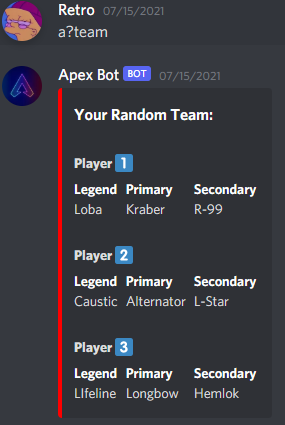 Retro 07/15/2021
a?team
Apex Bot BOT 07/15/2021
Your Random Team:
Player 1
Legend Primary Secondary
Loba Kraber R-99
Player 2
Legend Primary Secondary
Caustic Alternator L-Star
Player 3
Legend Primary Secondary
LIfeline Longbow Hemlok